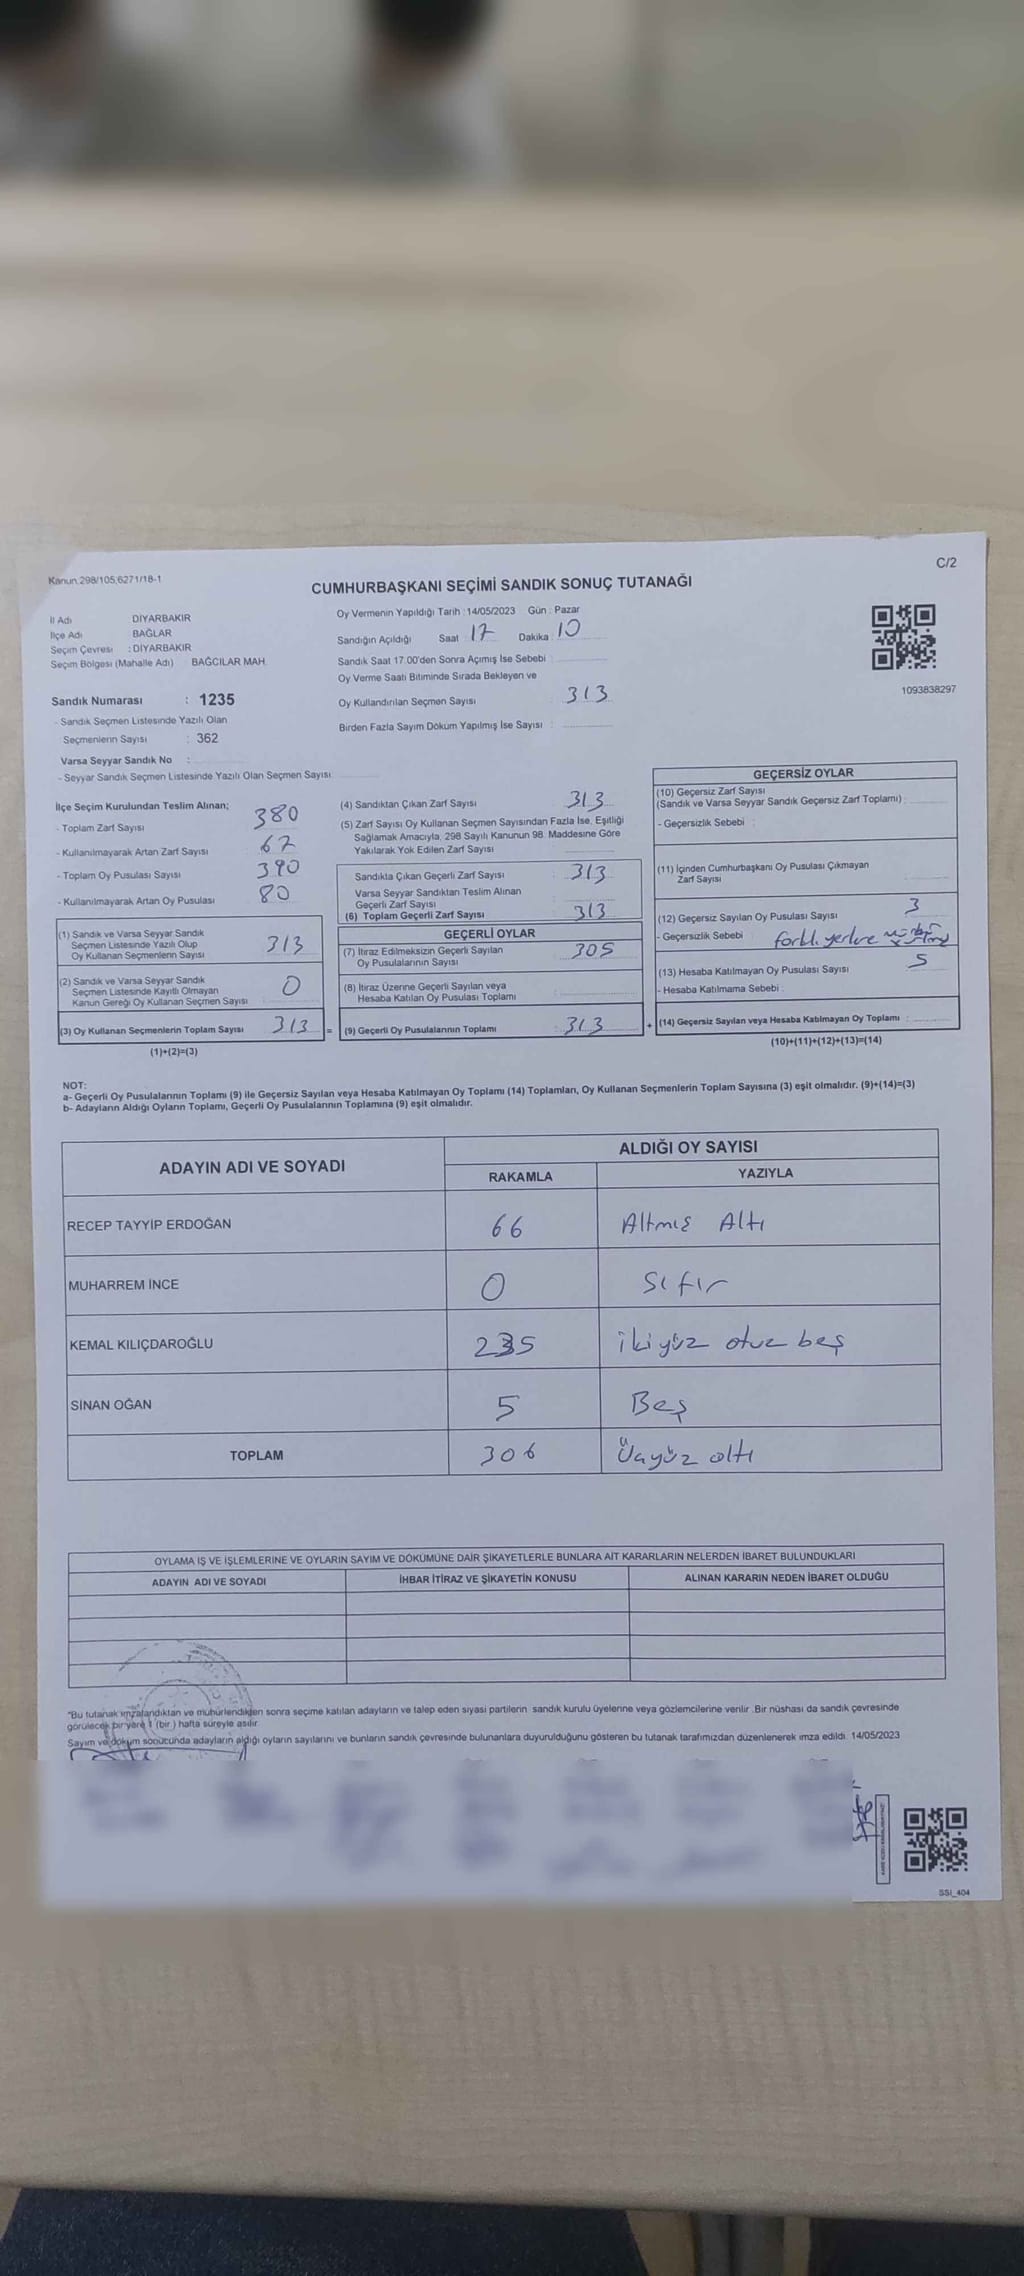 Kanun.298/105,6271/18-1
C/2
CUMHURBAŞKANI SEÇİMİ SANDIK SONUÇ TUTANAĞI
İl Adı DİYARBAKIR
İlçe Adı BAĞLAR
Seçim Çevresi : DİYARBAKIR
Seçim Bölgesi (Mahalle Adı) BAĞCILAR MAH.
Sandık Numarası : 1235
- Sandık Seçmen Listesinde Yazılı Olan
Seçmenlerin Sayısı : 362
Varsa Seyyar Sandık No :
- Seyyar Sandık Seçmen Listesinde Yazılı Olan Seçmen Sayısı
Oy Vermenin Yapıldığı Tarih : 14/05/2023 Gün : Pazar
Sandığın Açıldığı Saat : 17 Dakika : 10
Sandık Saat 17.00'den Sonra Açımış İse Sebebi :
Oy Verme Saati Bitiminde Sırada Bekleyen ve
Oy Kullandırılan Seçmen Sayısı : 313
Birden Fazla Sayım Döküm Yapılmış İse Sayısı :
1093838297
İlçe Seçim Kurulundan Teslim Alınan;
- Toplam Zarf Sayısı 380
- Kullanılmayarak Artan Zarf Sayısı 67
- Toplam Oy Pusulası Sayısı 390
- Kullanılmayarak Artan Oy Pusulası 80
(1) Sandık ve Varsa Seyyar Sandık
Seçmen Listesinde Yazılı Olup
Oy Kullanan Seçmenlerin Sayısı 313
(2) Sandık ve Varsa Seyyar Sandık
Seçmen Listesinde Kayıtlı Olmayan
Kanun Gereği Oy Kullanan Seçmen Sayısı 0
(3) Oy Kullanan Seçmenlerin Toplam Sayısı 313 =
(1)+(2)=(3)
(4) Sandıktan Çıkan Zarf Sayısı : 313
(5) Zarf Sayısı Oy Kullanan Seçmen Sayısından Fazla İse, Eşitliği
Sağlamak Amacıyla, 298 Sayılı Kanunun 98. Maddesine Göre
Yakılarak Yok Edilen Zarf Sayısı
Sandıkta Çıkan Geçerli Zarf Sayısı : 313
Varsa Seyyar Sandıktan Teslim Alınan
Geçerli Zarf Sayısı
(6) Toplam Geçerli Zarf Sayısı 313
GEÇERLİ OYLAR
(7) İtiraz Edilmeksizin Geçerli Sayılan
Oy Pusulalarının Sayısı 305
(8) İtiraz Üzerine Geçerli Sayılan veya
Hesaba Katılan Oy Pusulası Toplamı :
(9) Geçerli Oy Pusulalarının Toplamı : 313 +
GEÇERSİZ OYLAR
(10) Geçersiz Zarf Sayısı
(Sandık ve Varsa Seyyar Sandık Geçersiz Zarf Toplamı) :
- Geçersizlik Sebebi :
(11) İçinden Cumhurbaşkanı Oy Pusulası Çıkmayan
Zarf Sayısı
(12) Geçersiz Sayılan Oy Pusulası Sayısı 3
- Geçersizlik Sebebi farklı yerlere
(13) Hesaba Katılmayan Oy Pusulası Sayısı 5
- Hesaba Katılmama Sebebi :
(14) Geçersiz Sayılan veya Hesaba Katılmayan Oy Toplamı :
(10)+(11)+(12)+(13)=(14)
NOT:
a- Geçerli Oy Pusulalarının Toplamı (9) ile Geçersiz Sayılan veya Hesaba Katılmayan Oy Toplamı (14) Toplamları, Oy Kullanan Seçmenlerin Toplam Sayısına (3) eşit olmalıdır. (9)+(14)=(3)
b- Adayların Aldığı Oyların Toplamı, Geçerli Oy Pusulalarının Toplamına (9) eşit olmalıdır.
ADAYIN ADI VE SOYADI
ALDIĞI OY SAYISI
RAKAMLA YAZIYLA
RECEP TAYYİP ERDOĞAN 66 Altmış Altı
MUHARREM İNCE 0 Sıfır
KEMAL KILIÇDAROĞLU 235 ikiyüz otuz beş
SİNAN OĞAN 5 Beş
TOPLAM 306 Üçyüz altı
OYLAMA İŞ VE İŞLEMLERİNE VE OYLARIN SAYIM VE DÖKÜMÜNE DAİR ŞİKAYETLERLE BUNLARA AİT KARARLARIN NELERDEN İBARET BULUNDUKLARI
ADAYIN ADI VE SOYADI İHBAR İTİRAZ VE ŞİKAYETİN KONUSU ALINAN KARARIN NEDEN İBARET OLDUĞU
"Bu tutanak imzalandıktan ve mühürlendikten sonra seçime katılan adayların ve talep eden siyasi partilerin sandık kurulu üyelerine veya gözlemcilerine verilir. Bir nüshası da sandık çevresinde
görülecek bir yere 1 (bir) hafta süreyle asılır.
Sayım ve döküm sonucunda adayların aldığı oyların sayılarını ve bunların sandık çevresinde bulunanlara duyurulduğunu gösteren bu tutanak tarafımızdan düzenlenerek imza edildi. 14/05/2023
SSI_404